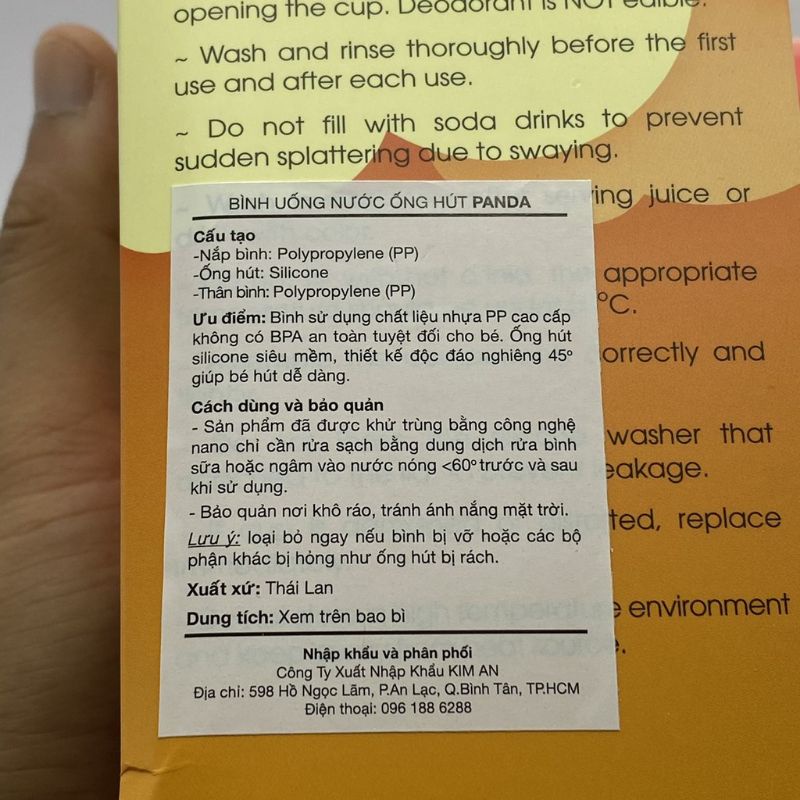 opening the cup. Deodorant is NOT edible.
~ Wash and rinse thoroughly before the first
use and after each use.
~ Do not fill with soda drinks to prevent
sudden splattering due to swaying.
juice or
appropriate
°C.
correctly and
washer that
leakage.
replace
environment
BÌNH UỐNG NƯỚC ỐNG HÚT PANDA
Cấu tạo
-Nắp bình: Polypropylene (PP)
-Ống hút: Silicone
-Thân bình: Polypropylene (PP)
Ưu điểm: Bình sử dụng chất liệu nhựa PP cao cấp
không có BPA an toàn tuyệt đối cho bé. Ống hút
silicone siêu mềm, thiết kế độc đáo nghiêng 45º
giúp bé hút dễ dàng.
Cách dùng và bảo quản
- Sản phẩm đã được khử trùng bằng công nghệ
nano chỉ cần rửa sạch bằng dung dịch rửa bình
sữa hoặc ngâm vào nước nóng <60º trước và sau
khi sử dụng.
- Bảo quản nơi khô ráo, tránh ánh nắng mặt trời.
Lưu ý: loại bỏ ngay nếu bình bị vỡ hoặc các bộ
phận khác bị hỏng như ống hút bị rách.
Xuất xứ: Thái Lan
Dung tích: Xem trên bao bì
Nhập khẩu và phân phối
Công Ty Xuất Nhập Khẩu KIM AN
Địa chỉ: 598 Hồ Ngọc Lãm, P.An Lạc, Q.Bình Tân, TP.HCM
Điện thoại: 096 188 6288